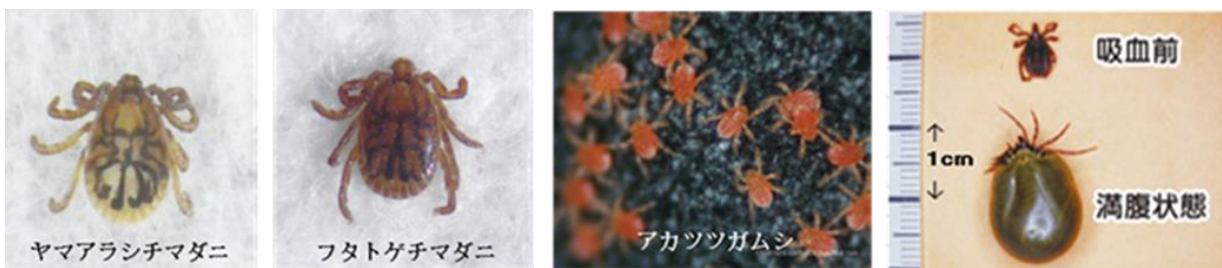 ヤマアラシチマダニ
フタトゲチマダニ
アカツツガムシ
吸血前
1cm
満腹状態